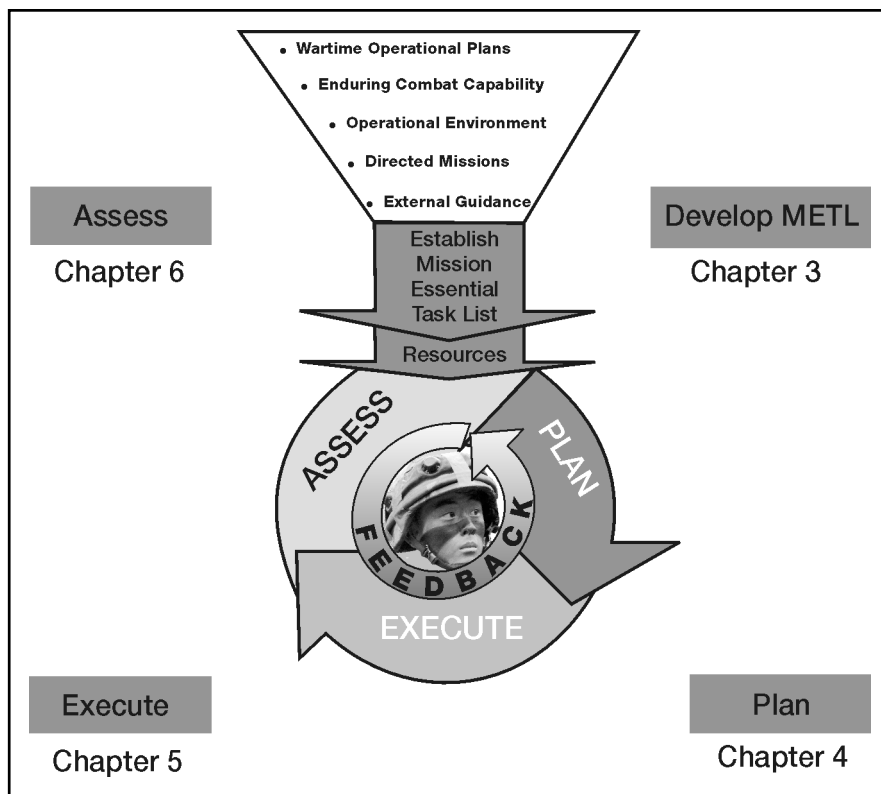 • Wartime Operational Plans
• Enduring Combat Capability
• Operational Environment
• Directed Missions
• External Guidance
Assess
Chapter 6
Develop METL
Chapter 3
Establish
Mission
Essential
Task List
Resources
ASSESS
PLAN
FEEDBACK
EXECUTE
Execute
Chapter 5
Plan
Chapter 4